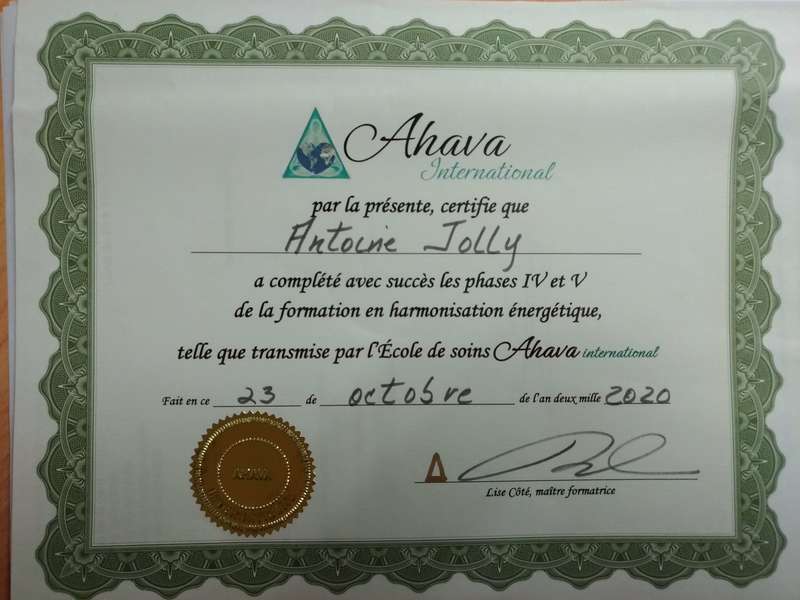 Ahava
International
par la présente, certifie que
Antoine Jolly
a complété avec succès les phases IV et V
de la formation en harmonisation énergétique,
telle que transmise par l'École de soins Ahava international
Fait en ce 23 de octobre de l'an deux mille 2020
AHAVA
Lise Côté, maître formatrice